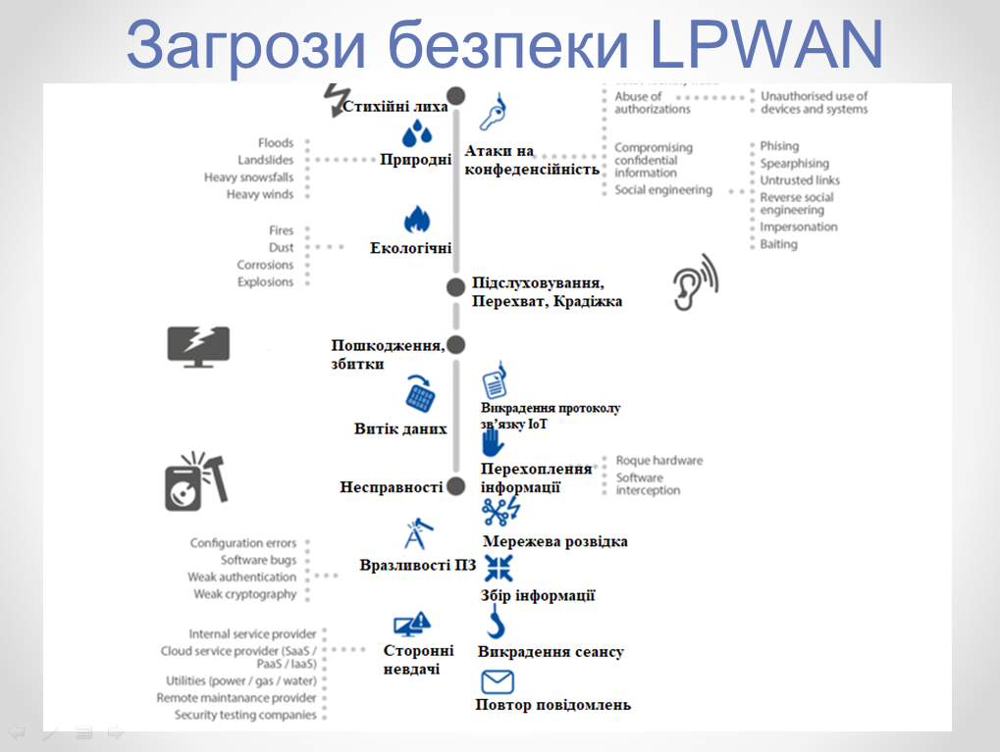 Загрози безпеки LPWAN
Стихійні лиха
Природні
Floods
Landslides
Heavy snowfalls
Heavy winds
Екологічні
Fires
Dust
Corrosions
Explosions
Атаки на
конфеденсійність
Abuse of
authorizations
Unauthorised use of
devices and systems
Compromising
confidential
information
Social engineering
Phising
Spearphising
Untrusted links
Reverse social
engineering
Impersonation
Baiting
Підслуховування,
Перехват, Крадіжка
Пошкодження,
збитки
Витік даних
Викрадення протоколу
зв’язку IoT
Перехоплення
інформації
Roque hardware
Software
interception
Несправності
Мережева розвідка
Вразливості ПЗ
Configuration errors
Software bugs
Weak authentication
Weak cryptography
Збір інформації
Сторонні
невдачі
Internal service provider
Cloud service provider (SaaS /
PaaS / IaaS)
Utilities (power / gas / water)
Remote maintanance provider
Security testing companies
Викрадення сеансу
Повтор повідомлень